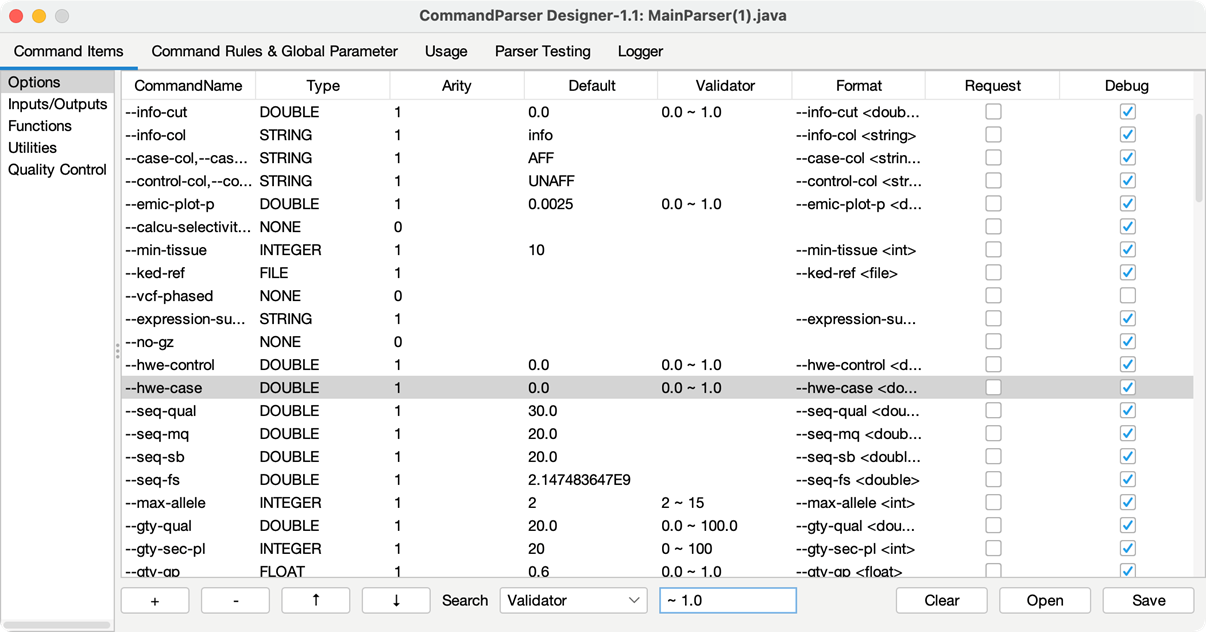 CommandParser Designer-1.1: MainParser(1).java
Command Items Command Rules & Global Parameter Usage Parser Testing Logger
Options
Inputs/Outputs
Functions
Utilities
Quality Control
CommandName Type Arity Default Validator Format Request Debug
--info-cut DOUBLE 1 0.0 0.0 ~ 1.0 --info-cut <doub...
--info-col STRING 1 info --info-col <string>
--case-col,--cas... STRING 1 AFF --case-col <strin...
--control-col,--co... STRING 1 UNAFF --control-col <str...
--emic-plot-p DOUBLE 1 0.0025 0.0 ~ 1.0 --emic-plot-p <d...
--calcu-selectivit... NONE 0
--min-tissue INTEGER 1 10 --min-tissue <int>
--ked-ref FILE 1 --ked-ref <file>
--vcf-phased NONE 0
--expression-su... STRING 1 --expression-su...
--no-gz NONE 0
--hwe-control DOUBLE 1 0.0 0.0 ~ 1.0 --hwe-control <d...
--hwe-case DOUBLE 1 0.0 0.0 ~ 1.0 --hwe-case <do...
--seq-qual DOUBLE 1 30.0 --seq-qual <dou...
--seq-mq DOUBLE 1 20.0 --seq-mq <doub...
--seq-sb DOUBLE 1 20.0 --seq-sb <doubl...
--seq-fs DOUBLE 1 2.147483647E9 --seq-fs <double>
--max-allele INTEGER 1 2 2 ~ 15 --max-allele <int>
--gty-qual DOUBLE 1 20.0 0.0 ~ 100.0 --gty-qual <dou...
--gty-sec-pl INTEGER 1 20 0 ~ 100 --gty-sec-pl <int>
--gty-gp FLOAT 1 0.6 0.0 ~ 1.0 --gty-gp <float>
+ - ↑ ↓ Search Validator ~ 1.0 Clear Open Save